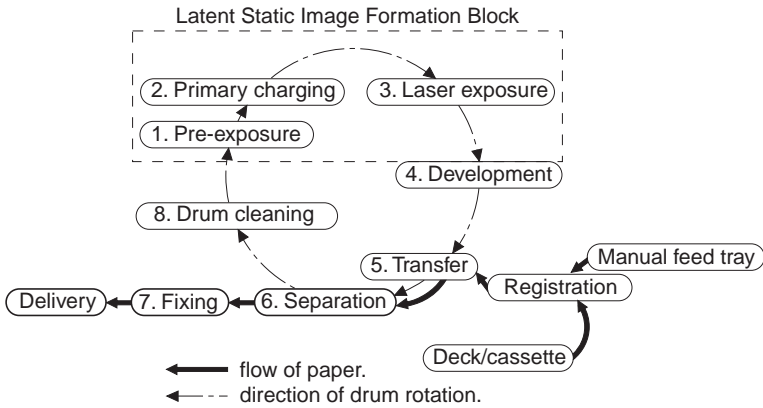 Latent Static Image Formation Block
2. Primary charging
3. Laser exposure
1. Pre-exposure
4. Development
8. Drum cleaning
5. Transfer
Manual feed tray
Registration
Delivery
7. Fixing
6. Separation
Deck/cassette
flow of paper.
direction of drum rotation.